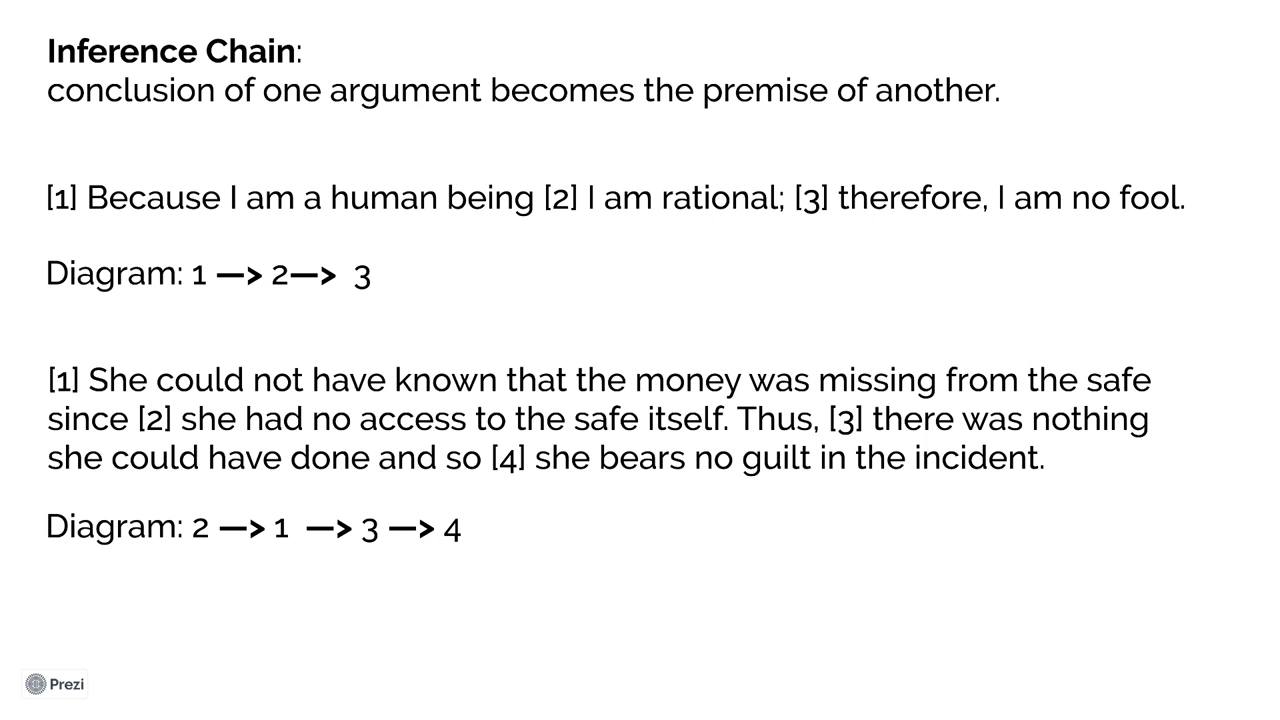 Inference Chain:
conclusion of one argument becomes the premise of another.
[1] Because I am a human being [2] I am rational; [3] therefore, I am no fool.
Diagram: 1 —> 2—> 3
[1] She could not have known that the money was missing from the safe
since [2] she had no access to the safe itself. Thus, [3] there was nothing
she could have done and so [4] she bears no guilt in the incident.
Diagram: 2 —> 1 —> 3 —> 4
Prezi